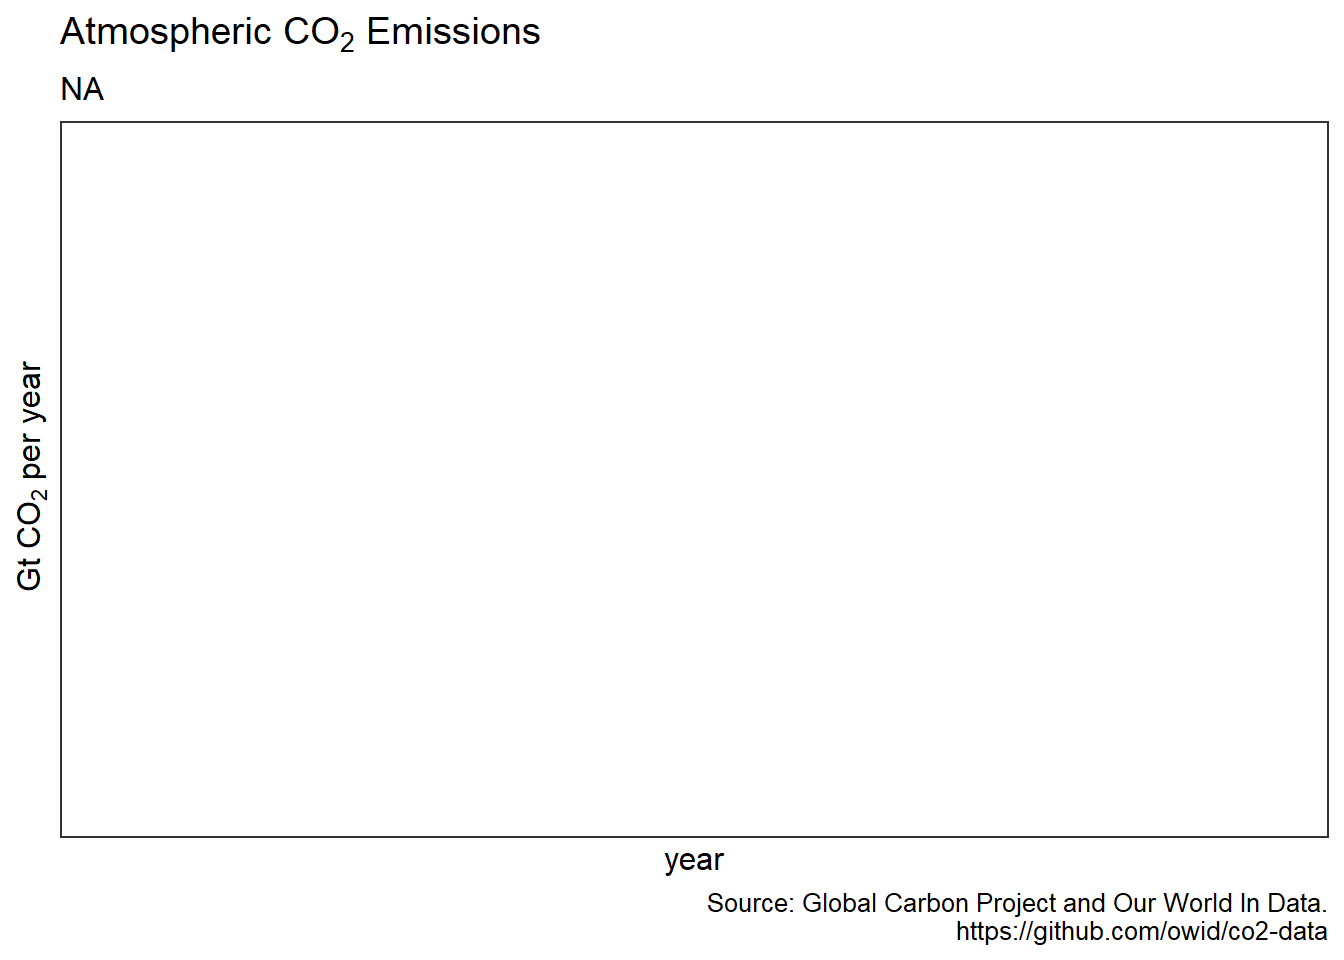 Atmospheric CO₂ Emissions
NA
Gt CO₂ per year
year
Source: Global Carbon Project and Our World In Data.
https://github.com/owid/co2-data